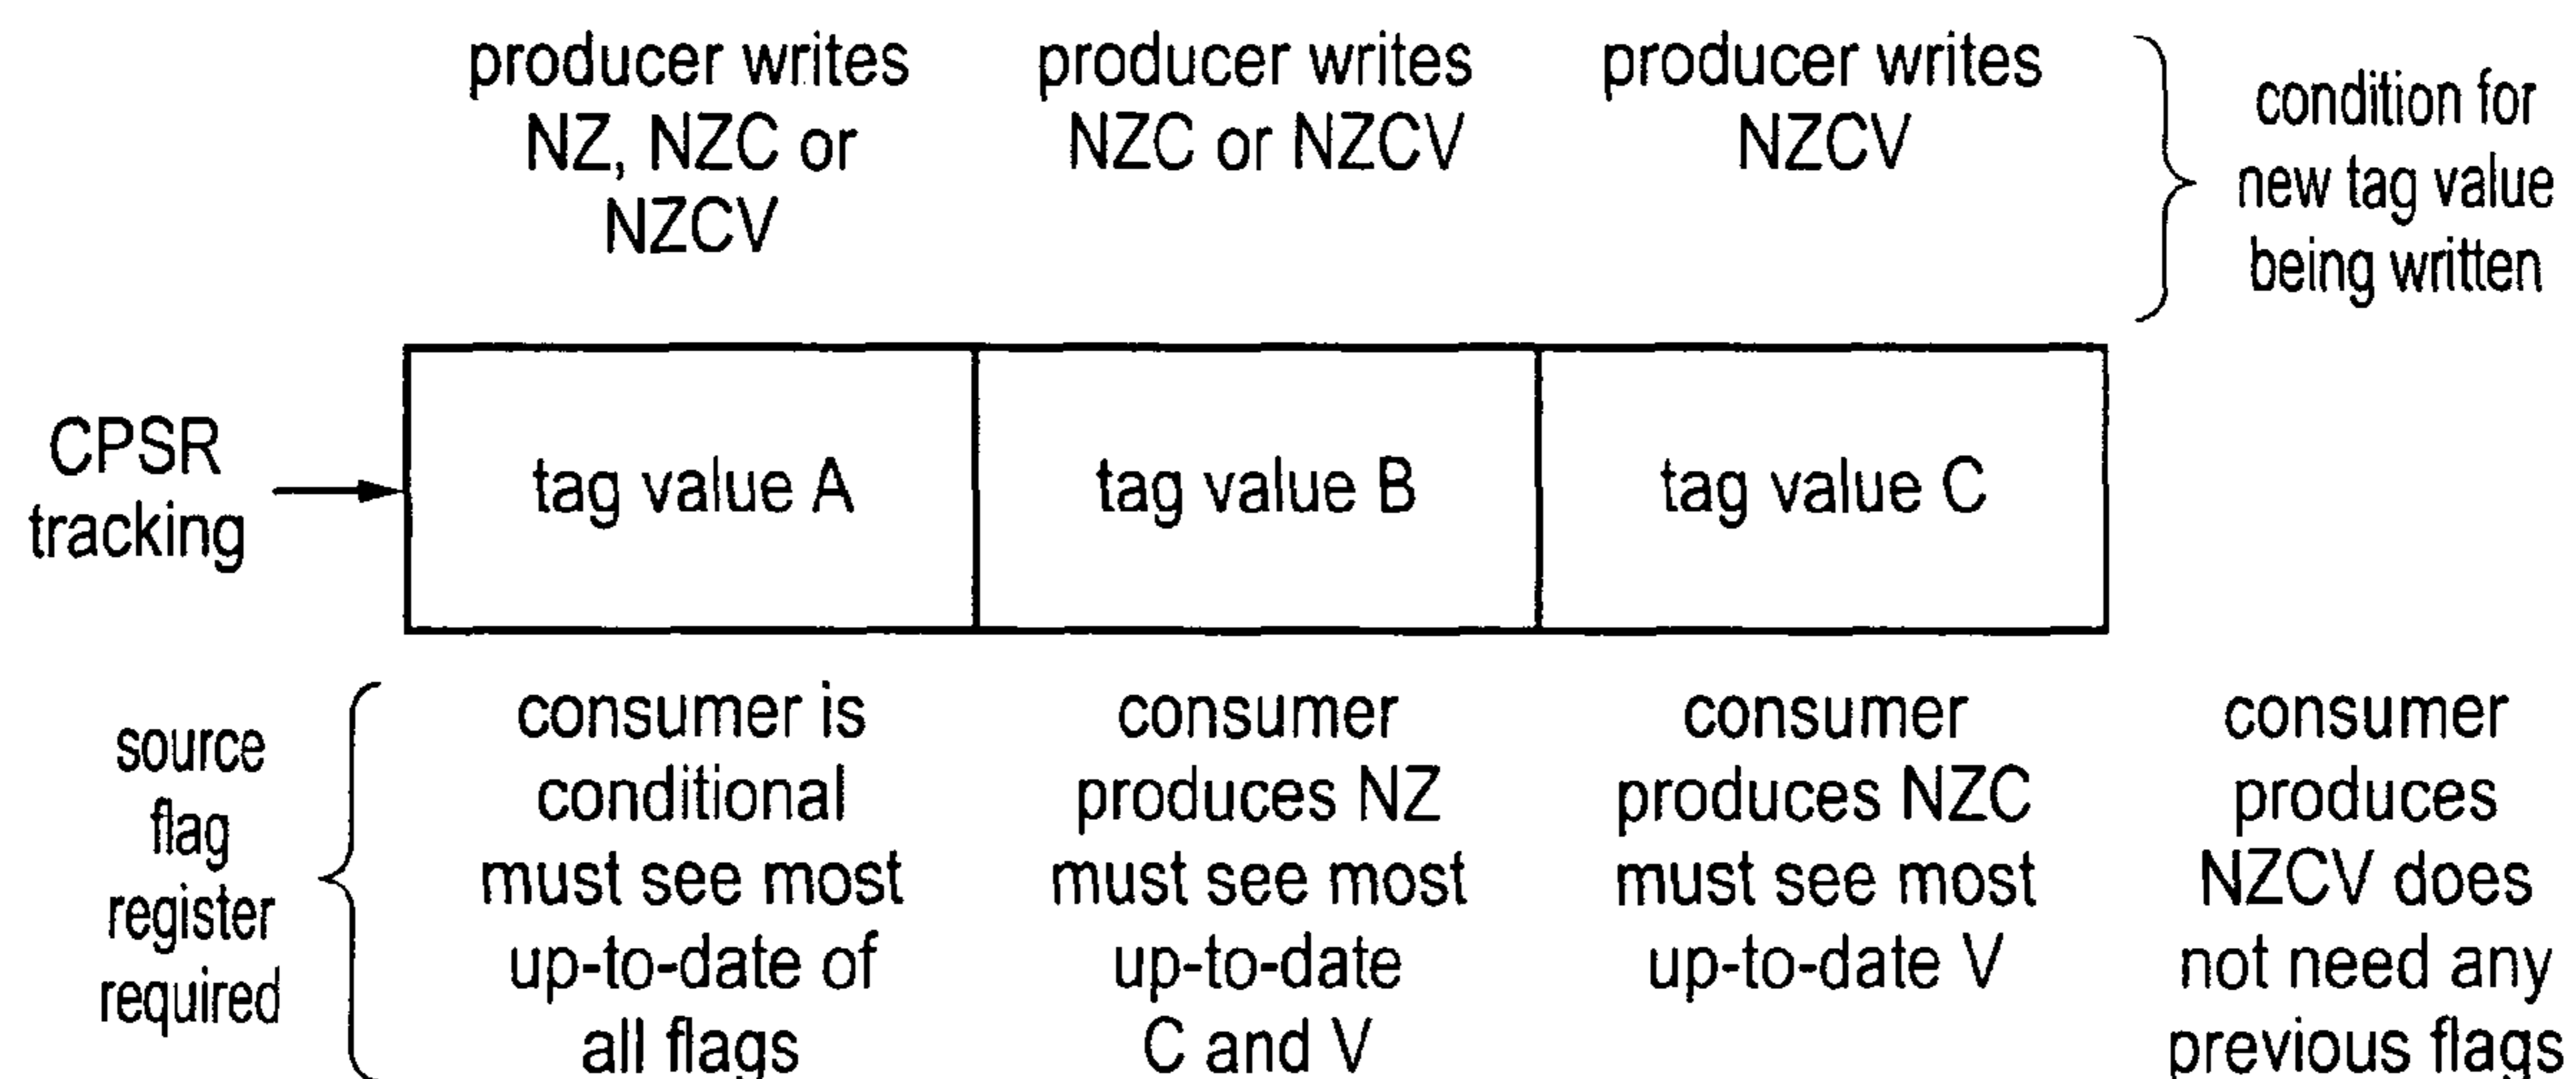 producer writes
NZ, NZC or
NZCV
producer writes
NZC or NZCV
producer writes
NZCV
condition for
new tag value
being written
CPSR
tracking
tag value A
tag value B
tag value C
source
flag
register
required
consumer is
conditional
must see most
up-to-date of
all flags
consumer
produces NZ
must see most
up-to-date
C and V
consumer
produces NZC
must see most
up-to-date V
consumer
produces
NZCV does
not need any
previous flags